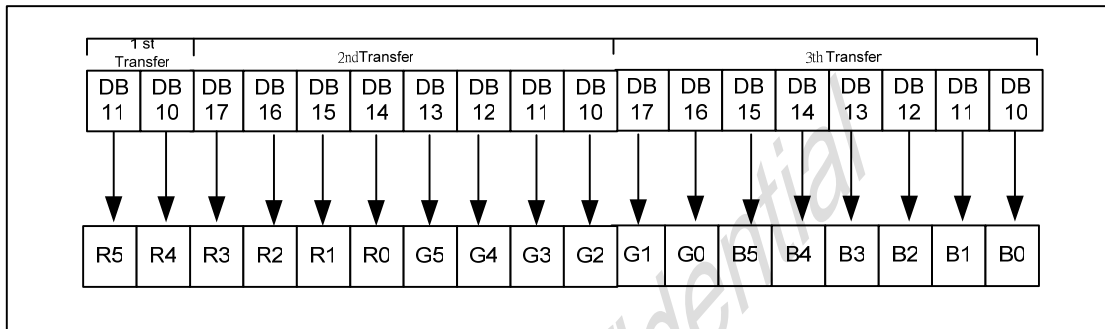 1 st
Transfer
2ndTransfer
3th Transfer
DB DB DB DB DB DB DB DB DB DB DB DB DB DB DB DB DB DB
11 10 17 16 15 14 13 12 11 10 17 16 15 14 13 12 11 10
R5 R4 R3 R2 R1 R0 G5 G4 G3 G2 G1 G0 B5 B4 B3 B2 B1 B0